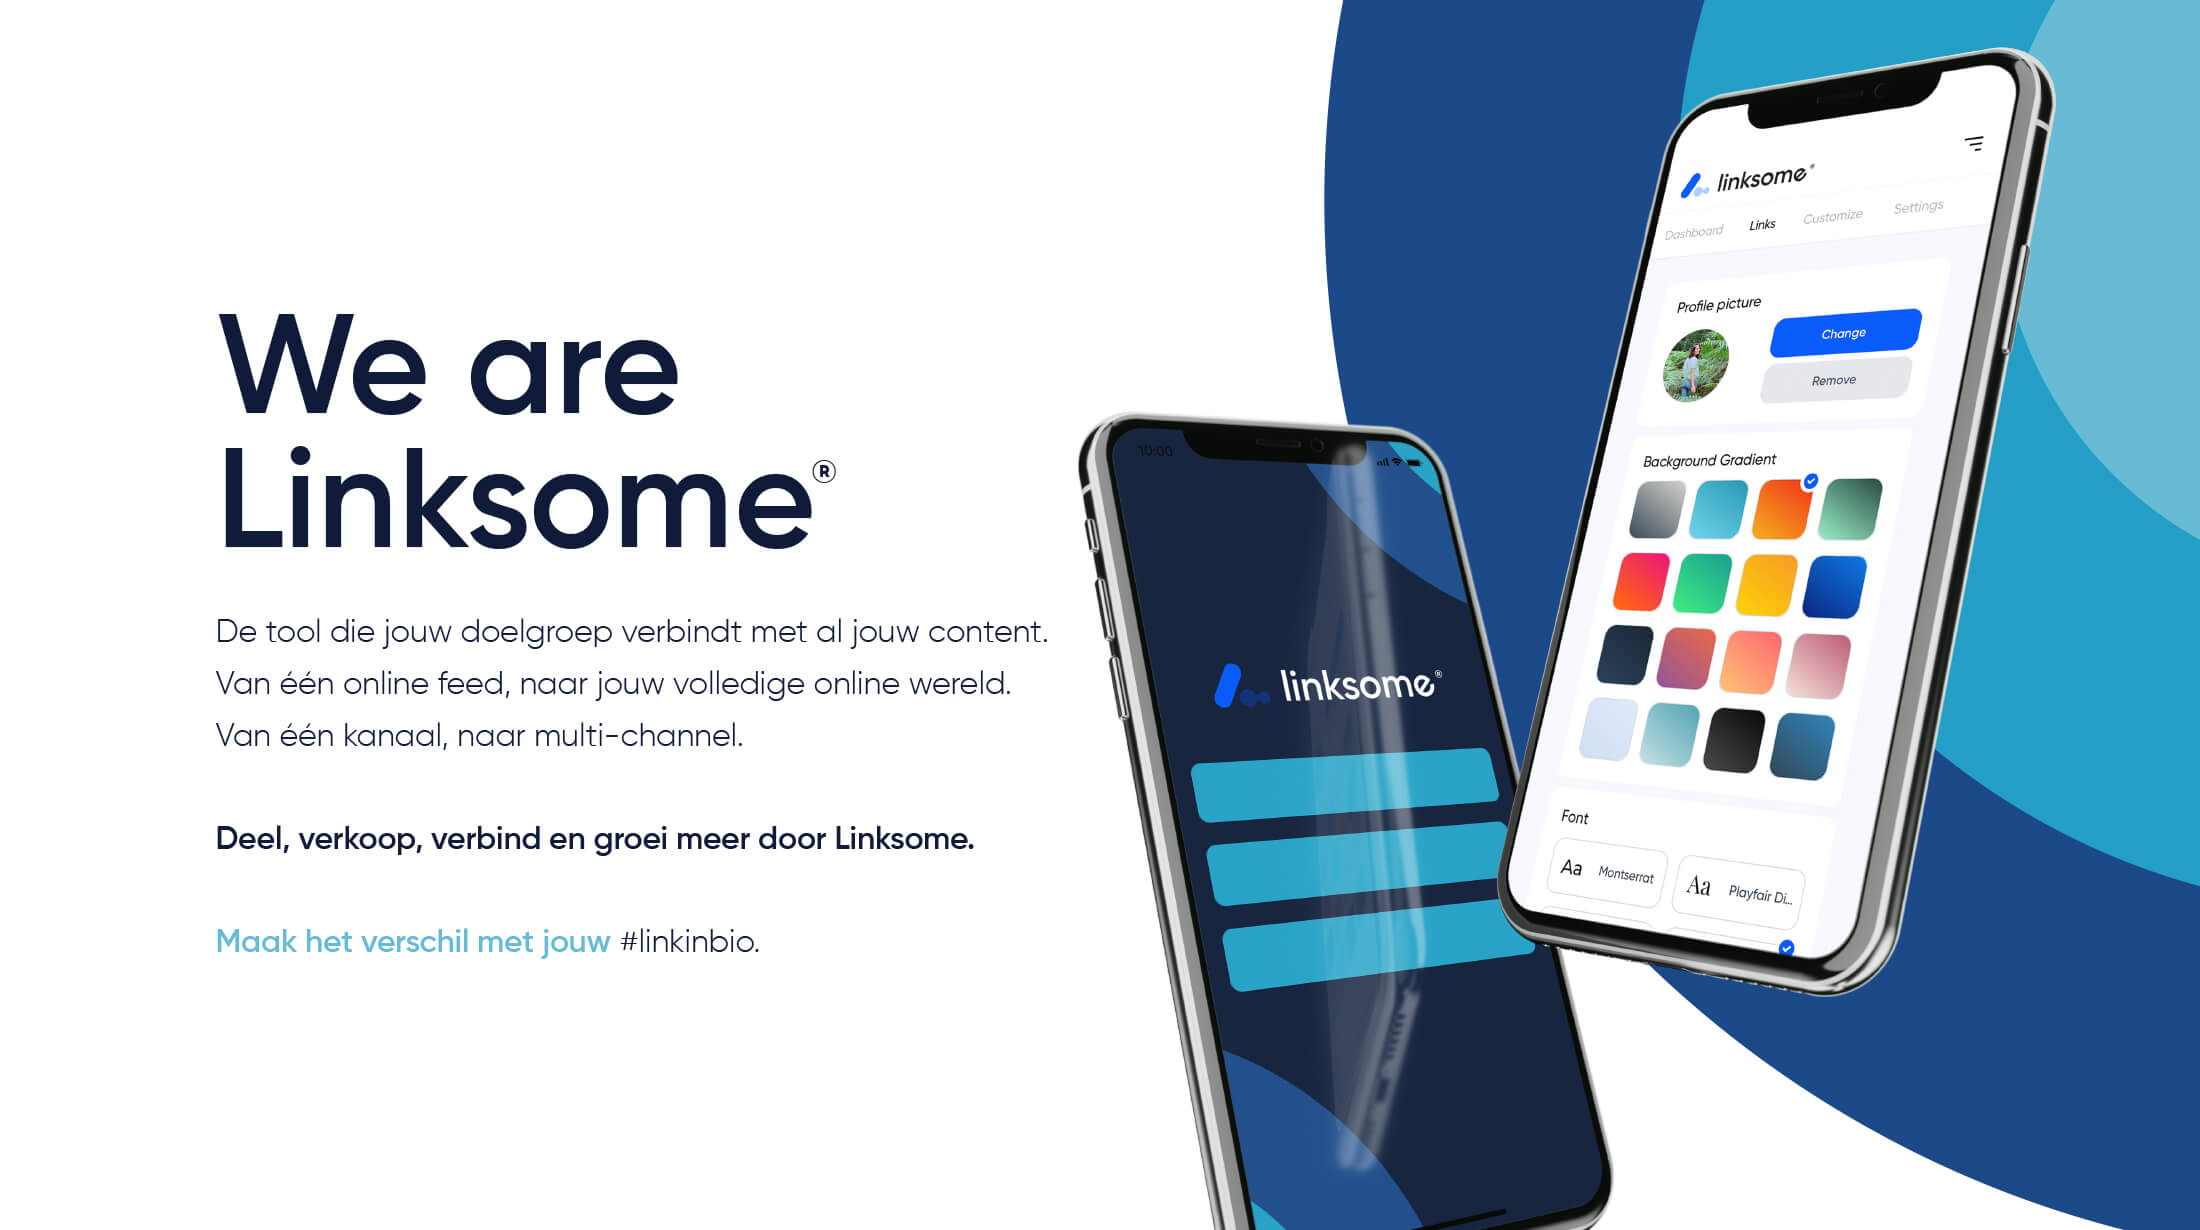 We are
Linksome®
De tool die jouw doelgroep verbindt met al jouw content.
Van één online feed, naar jouw volledige online wereld.
Van één kanaal, naar multi-channel.
Deel, verkoop, verbind en groei meer door Linksome.
Maak het verschil met jouw #linkinbio.
10:00
linksome®
linksome®
Dashboard Links Customize Settings
Profile picture
Change
Remove
Background Gradient
Font
Aa Montserrat
Aa Playfair Di...